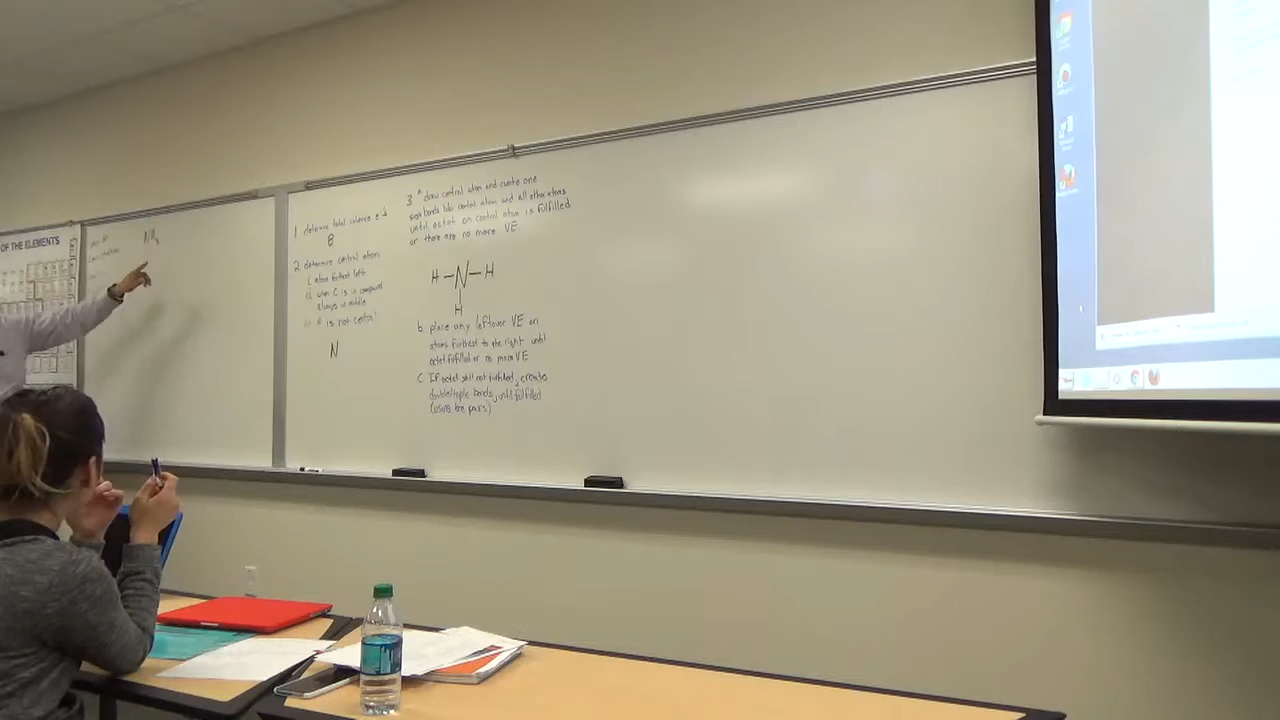 OF THE ELEMENTS
NH3
1 determine total valence e-'s
8
2 determine central atom
i. atom furthest left
ii. when C is in compound
always in middle
iii. H is not central
N
3 a draw central atom and create one
bonds b/w central atom and all other atoms
until octet on central atom is fulfilled
or there are no more VE
H — N — H
H
b place any leftover VE on
atoms furthest to the right until
octet fulfilled or no more VE
C If octet still not fulfilled, create
double/triple bonds, until fulfilled
(using lone pairs)